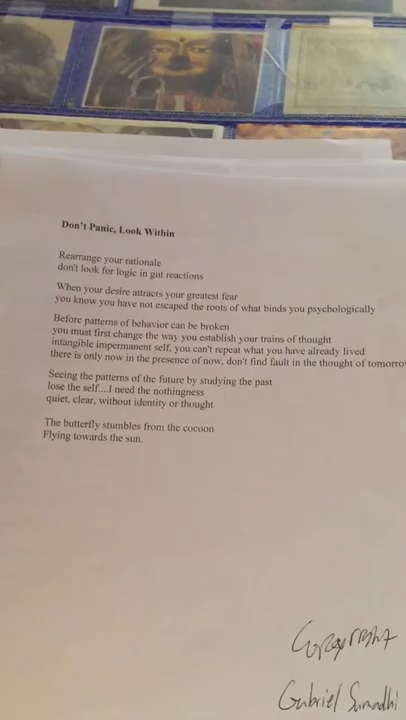 Don't Panic, Look Within
Rearrange your rationale
don't look for logic in gut reactions
When your desire attracts your greatest fear
you know you have not escaped the roots of what binds you psychologically
Before patterns of behavior can be broken
you must first change the way you establish your trains of thought
intangible impermanent self, you can't repeat what you have already lived
there is only now in the presence of now, don't find fault in the thought of tomorrow
Seeing the patterns of the future by studying the past
lose the self....I need the nothingness
quiet, clear, without identity or thought
The butterfly stumbles from the cocoon
Flying towards the sun.
Copyright
Gabriel Samadhi